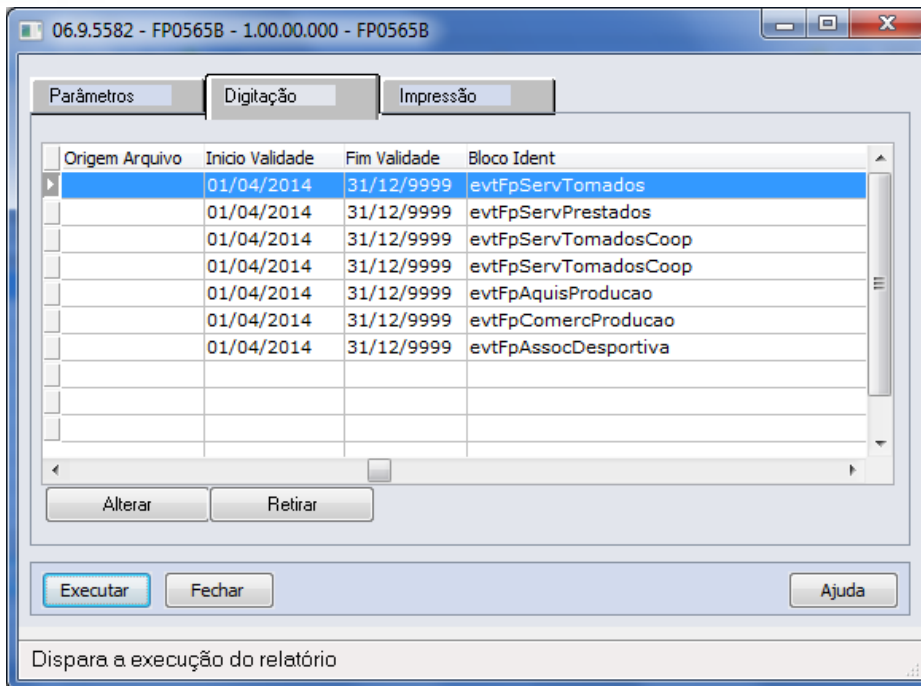 06.9.5582 - FP0565B - 1.00.00.000 - FP0565B
Parâmetros Digitação Impressão
Origem Arquivo Inicio Validade Fim Validade Bloco Ident
01/04/2014 31/12/9999 evtFpServTomados
01/04/2014 31/12/9999 evtFpServPrestados
01/04/2014 31/12/9999 evtFpServTomadosCoop
01/04/2014 31/12/9999 evtFpServTomadosCoop
01/04/2014 31/12/9999 evtFpAquisProducao
01/04/2014 31/12/9999 evtFpComercProducao
01/04/2014 31/12/9999 evtFpAssocDesportiva
Alterar Retirar
Executar Fechar Ajuda
Dispara a execução do relatório